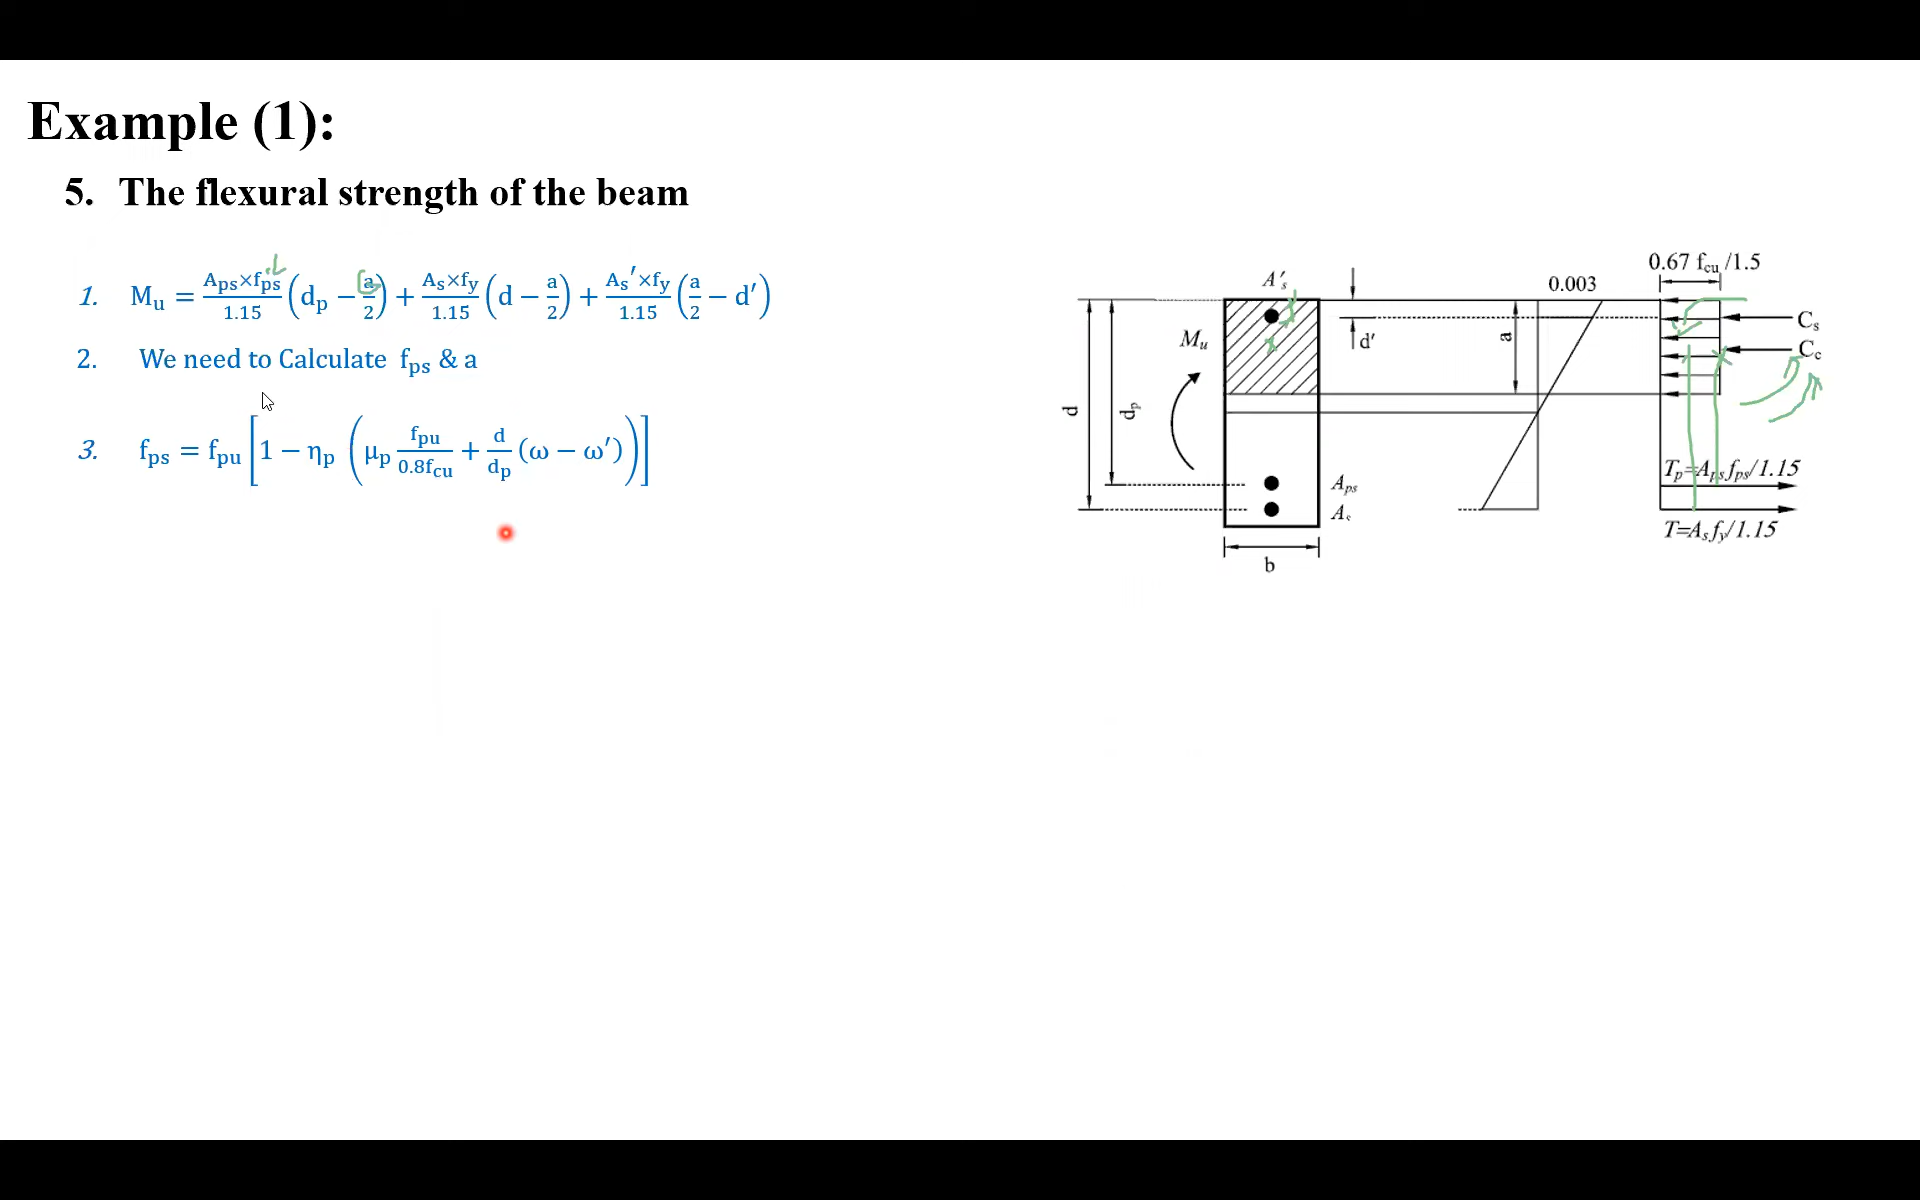 Example (1):
5. The flexural strength of the beam
1. Mu = Aps×fps/1.15 (dp − a/2) + As×fy/1.15 (d − a/2) + As′×fy/1.15 (a/2 − d′)
2. We need to Calculate fps & a
3. fps = fpu [1 − ηp (μp fpu/0.8fcu + d/dp (ω − ω′))]
0.67 fcu /1.5
A's
0.003
Cs
Mu
d'
a
Cc
d
dp
Tp=Aps fps/1.15
Aps
As
T=As fy/1.15
b